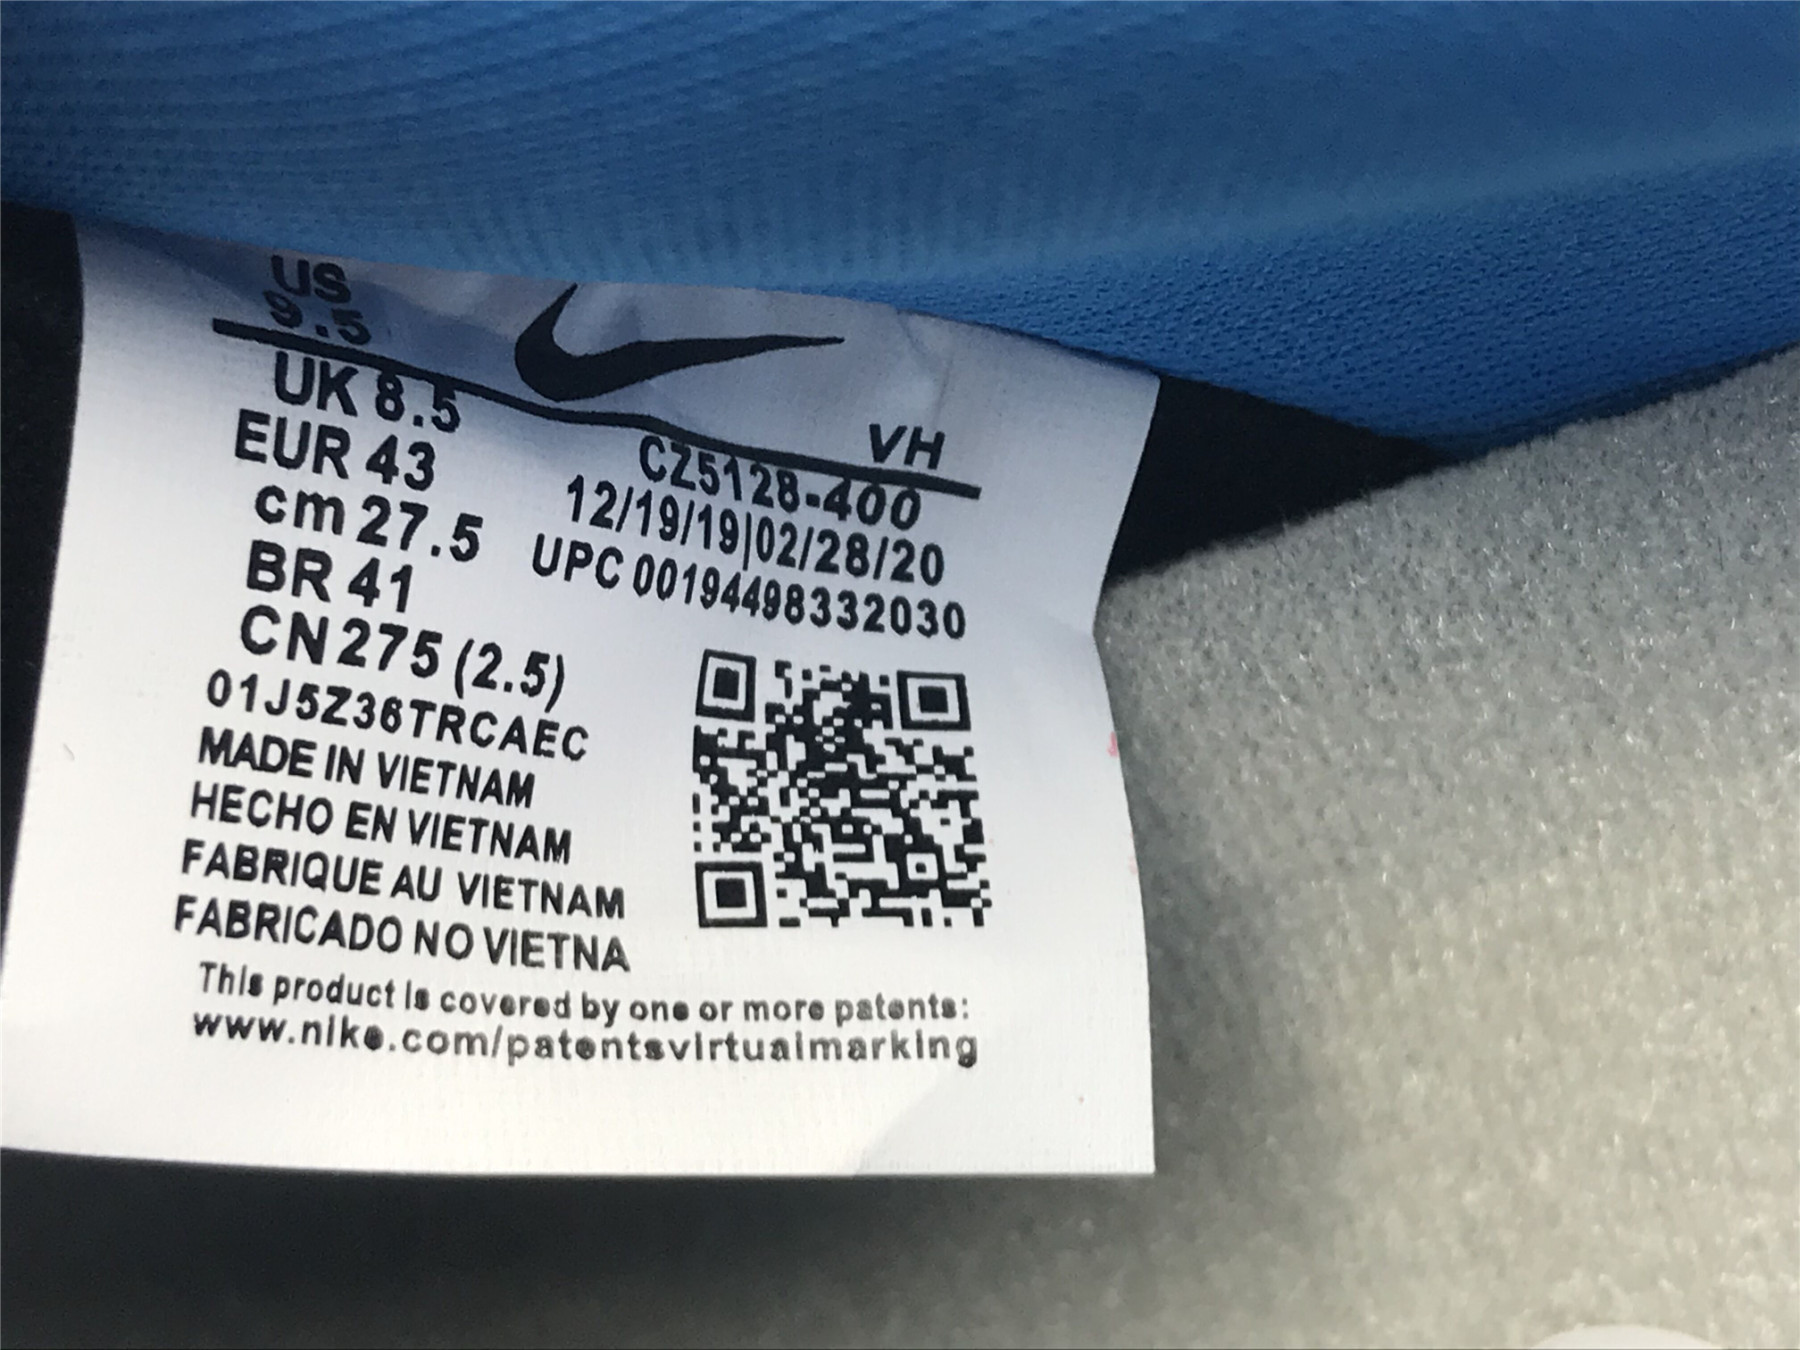 US
9.5
UK 8.5
EUR 43
cm 27.5
BR 41
CN 275 (2.5)
VH
CZ5128-400
12/19/19|02/28/20
UPC 00194498332030
01J5Z36TRCAEC
MADE IN VIETNAM
HECHO EN VIETNAM
FABRIQUE AU VIETNAM
FABRICADO NO VIETNA
This product is covered by one or more patents:
www.nike.com/patentsvirtualmarking